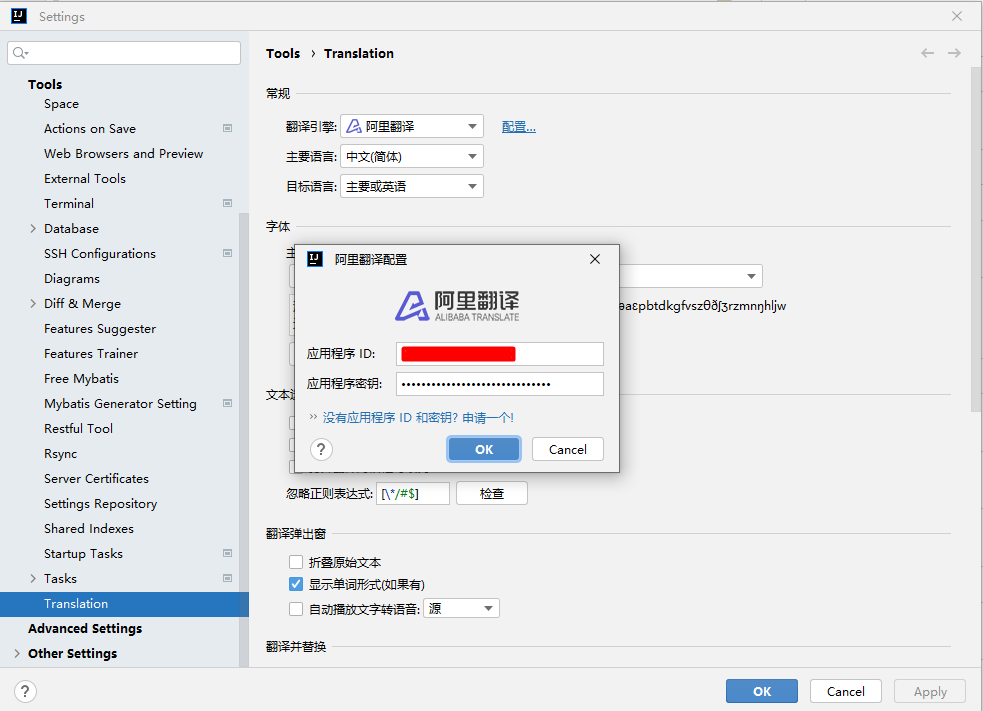 Settings
Tools
Space
Actions on Save
Web Browsers and Preview
External Tools
Terminal
Database
SSH Configurations
Diagrams
Diff & Merge
Features Suggester
Features Trainer
Free Mybatis
Mybatis Generator Setting
Restful Tool
Rsync
Server Certificates
Settings Repository
Shared Indexes
Startup Tasks
Tasks
Translation
Advanced Settings
Other Settings
Tools › Translation
常规
翻译引擎: 阿里翻译 配置...
主要语言: 中文(简体)
目标语言: 主要或英语
字体
阿里翻译配置
阿里翻译
ALIBABA TRANSLATE
应用程序 ID:
应用程序密钥: ••••••••••••••••••••••••••••••
›› 没有应用程序 ID 和密钥? 申请一个!
? OK Cancel
əaɛpbtdkgfvszθðʃʒrzmnŋhljw
忽略正则表达式: [\*/#$] 检查
翻译弹出窗
折叠原始文本
显示单词形式(如果有)
自动播放文字转语音: 源
翻译并替换
? OK Cancel Apply